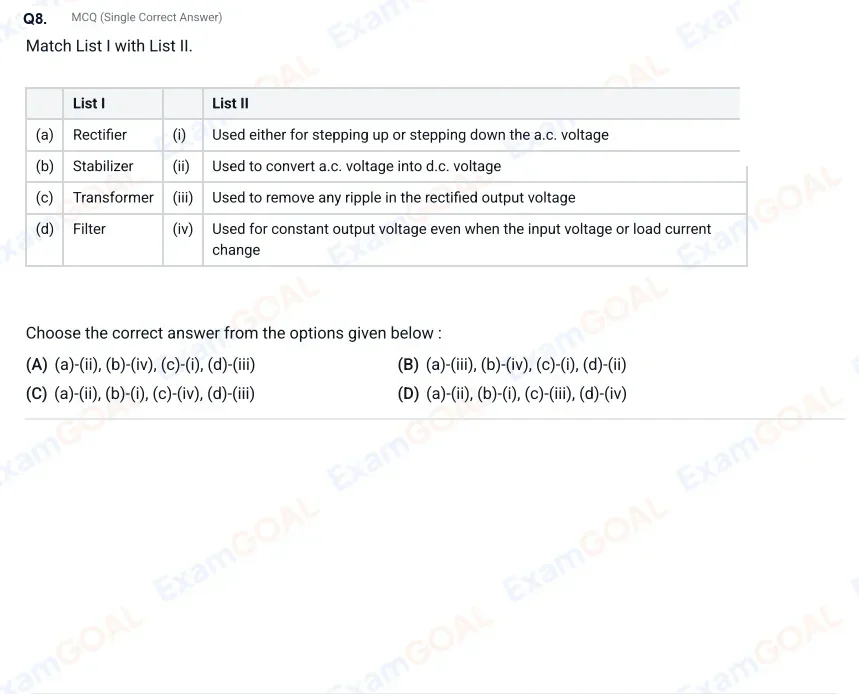 Q8. MCQ (Single Correct Answer)
Match List I with List II.
List I List II
(a) Rectifier (i) Used either for stepping up or stepping down the a.c. voltage
(b) Stabilizer (ii) Used to convert a.c. voltage into d.c. voltage
(c) Transformer (iii) Used to remove any ripple in the rectified output voltage
(d) Filter (iv) Used for constant output voltage even when the input voltage or load current
change
Choose the correct answer from the options given below :
(A) (a)-(ii), (b)-(iv), (c)-(i), (d)-(iii) (B) (a)-(iii), (b)-(iv), (c)-(i), (d)-(ii)
(C) (a)-(ii), (b)-(i), (c)-(iv), (d)-(iii) (D) (a)-(ii), (b)-(i), (c)-(iii), (d)-(iv)
ExamGOAL